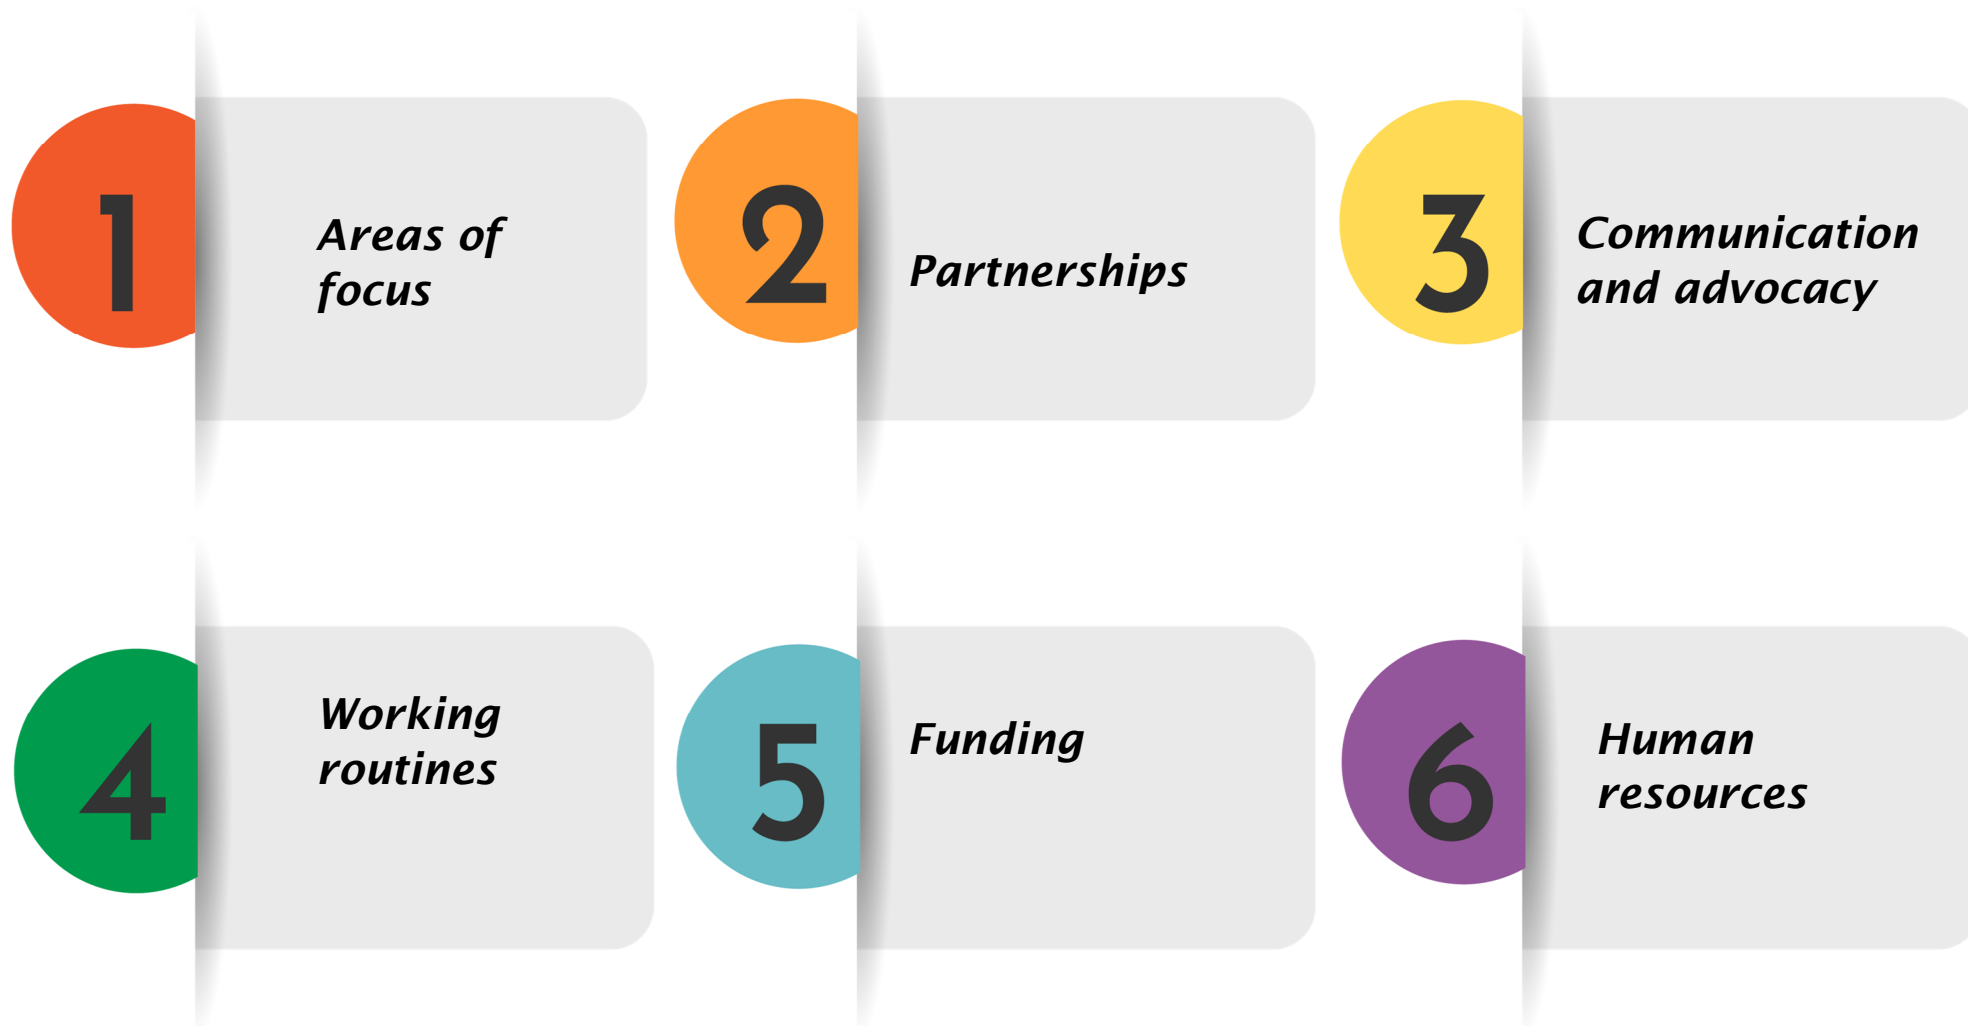 1
Areas of
focus
2
Partnerships
3
Communication
and advocacy
4
Working
routines
5
Funding
6
Human
resources